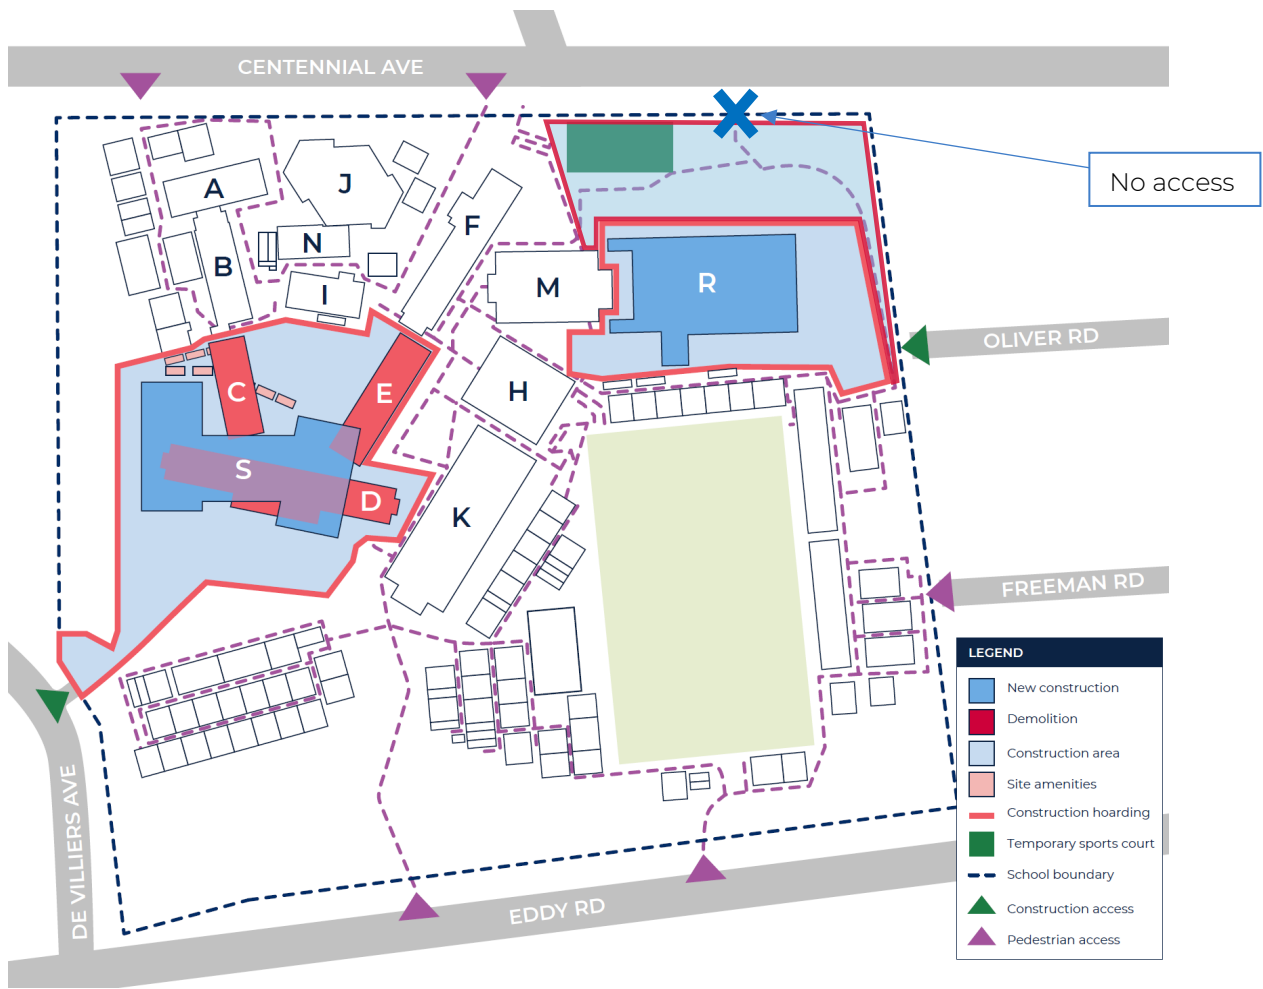 CENTENNIAL AVE
No access
A
J
F
N
B
I
M
R
OLIVER RD
C
E
H
S
D
K
FREEMAN RD
LEGEND
New construction
Demolition
Construction area
Site amenities
Construction hoarding
Temporary sports court
School boundary
Construction access
Pedestrian access
DE VILLIERS AVE
EDDY RD